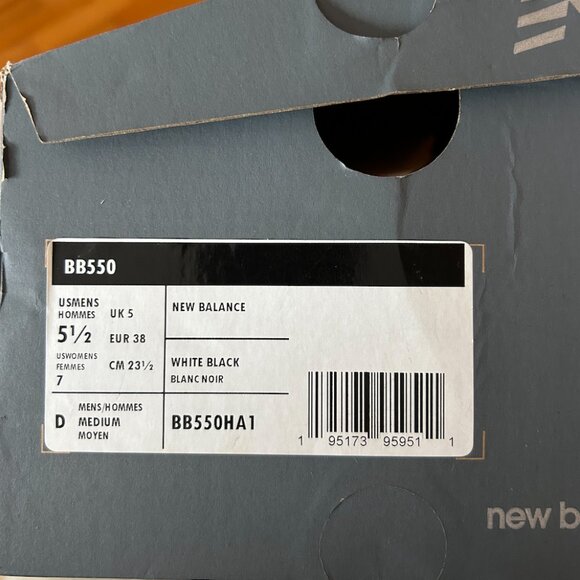 BB550
USMENS
HOMMES
5½
UK 5
EUR 38
USWOMENS
FEMMES
7
CM 23½
NEW BALANCE
WHITE BLACK
BLANC NOIR
D
MENS/HOMMES
MEDIUM
MOYEN
BB550HA1
1 95173 95951 1
new b